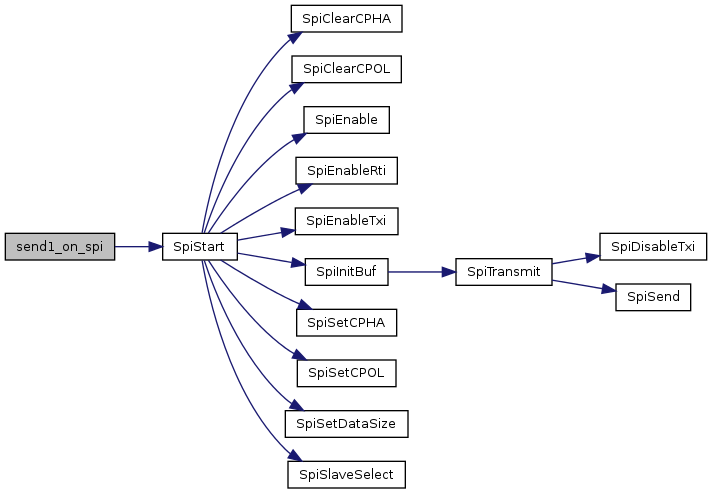 SpiClearCPHA
SpiClearCPOL
SpiEnable
SpiEnableRti
SpiEnableTxi
send1_on_spi
SpiStart
SpiInitBuf
SpiTransmit
SpiDisableTxi
SpiSend
SpiSetCPHA
SpiSetCPOL
SpiSetDataSize
SpiSlaveSelect